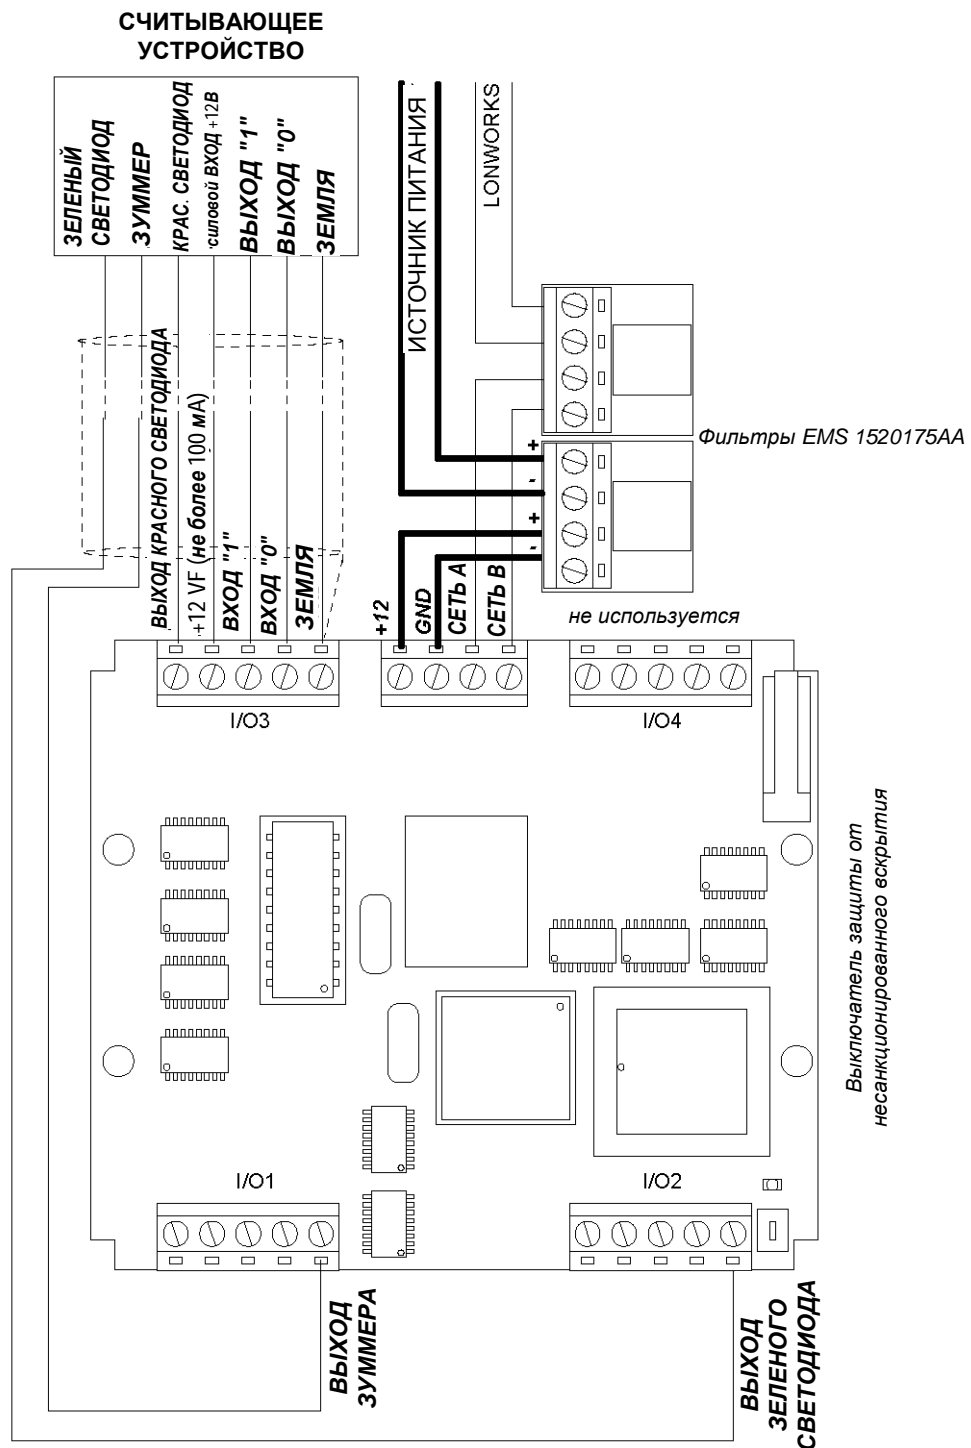 СЧИТЫВАЮЩЕЕ
УСТРОЙСТВО
ЗЕЛЕНЫЙ
СВЕТОДИОД
ЗУММЕР
КРАС. СВЕТОДИОД
силовой ВХОД +12В
ВЫХОД "1"
ВЫХОД "0"
ЗЕМЛЯ
ИСТОЧНИК ПИТАНИЯ
LONWORKS
Фильтры EMS 1520175AA
+
-
+
-
ВЫХОД КРАСНОГО СВЕТОДИОДА
+12 VF (не более 100 мА)
ВХОД "1"
ВХОД "0"
ЗЕМЛЯ
+12
GND
СЕТЬ А
СЕТЬ В
не используется
I/O3
I/O4
Выключатель защиты от
несанкционированного вскрытия
I/O1
I/O2
ВЫХОД
ЗУММЕРА
ВЫХОД
ЗЕЛЕНОГО
СВЕТОДИОДА